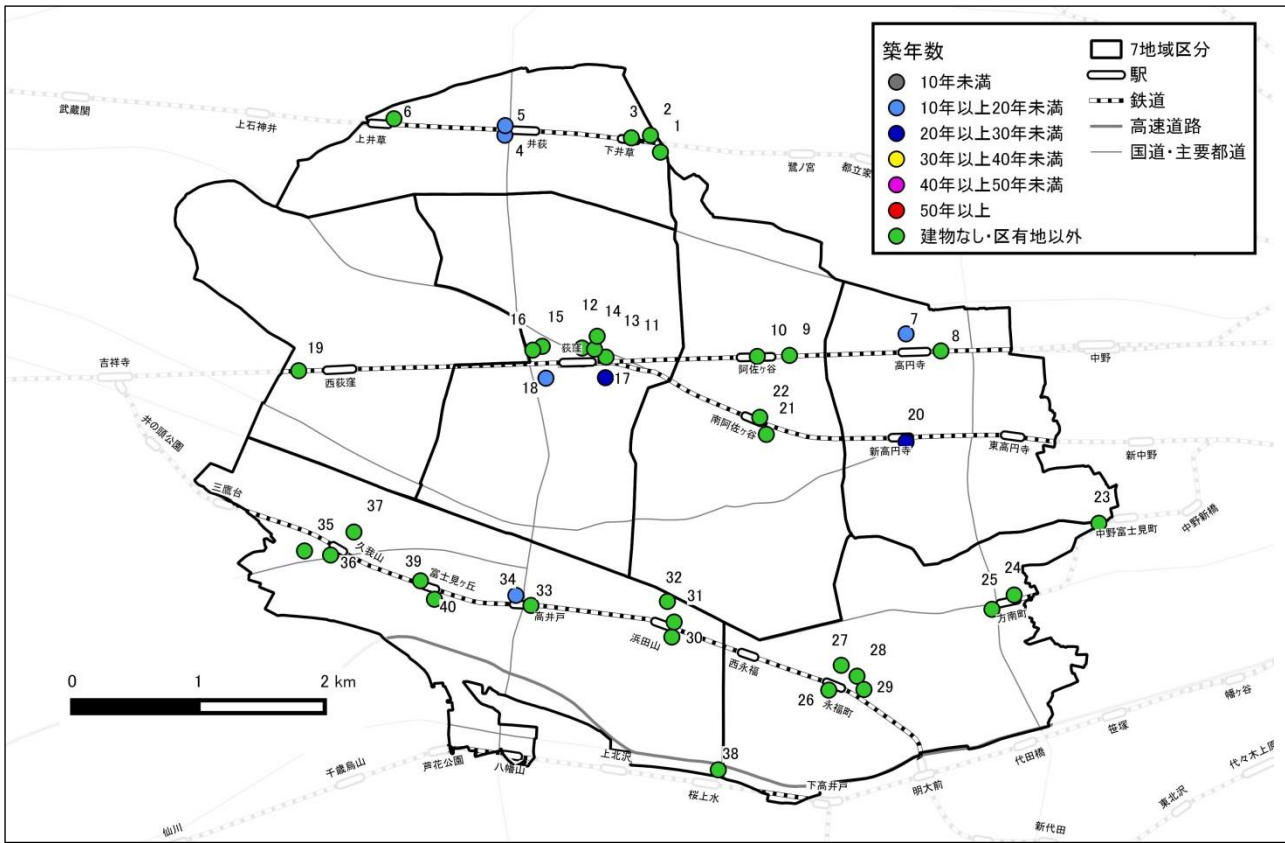 築年数
10年未満
10年以上20年未満
20年以上30年未満
30年以上40年未満
40年以上50年未満
50年以上
建物なし・区有地以外
7地域区分
駅
鉄道
高速道路
国道・主要都道
武蔵関
上石神井
6
上井草
5
4
井荻
3
2
1
下井草
鷺ノ宮
都立家
16
15
12
14
13
11
荻窪
18
17
10
9
阿佐ヶ谷
7
8
高円寺
中野
19
吉祥寺
西荻窪
井の頭公園
22
21
南阿佐ヶ谷
20
新高円寺
東高円寺
新中野
23
中野富士見町
中野新橋
三鷹台
37
35
36
久我山
39
40
富士見ヶ丘
34
33
高井戸
32
31
30
浜田山
西永福
25
24
方南町
27
28
26
29
永福町
0
1
2 km
38
上北沢
桜上水
下高井戸
明大前
代田橋
笹塚
幡ヶ谷
代々木上原
東北沢
新代田
八幡山
芦花公園
千歳烏山
仙川